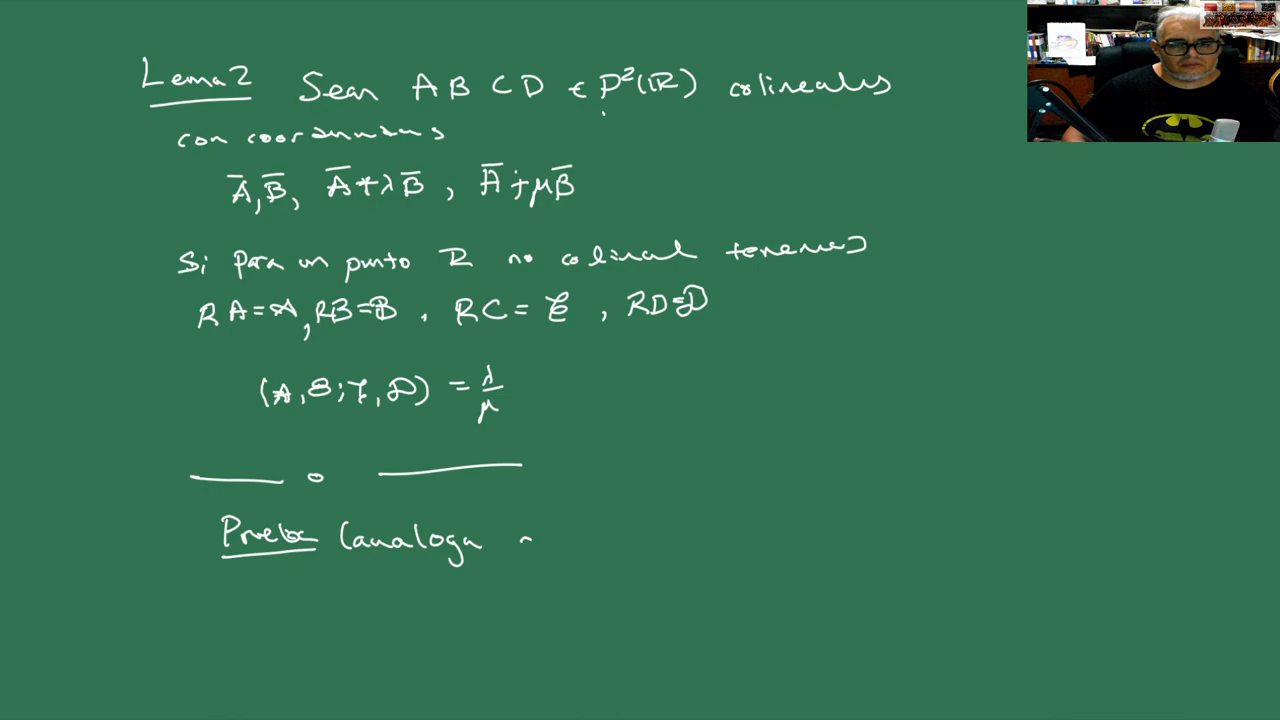 Lema 2 Sean A B C D ∈ P²(ℝ) colineales
con coordenadas
A̅, B̅, A̅+λB̅, A̅+μB̅
Si para un punto R no colineal tenemos
RA=𝒜, RB=ℬ, RC=𝒞, RD=𝒟
(𝒜,ℬ;𝒞,𝒟) = λ/μ
Prueba (analoga